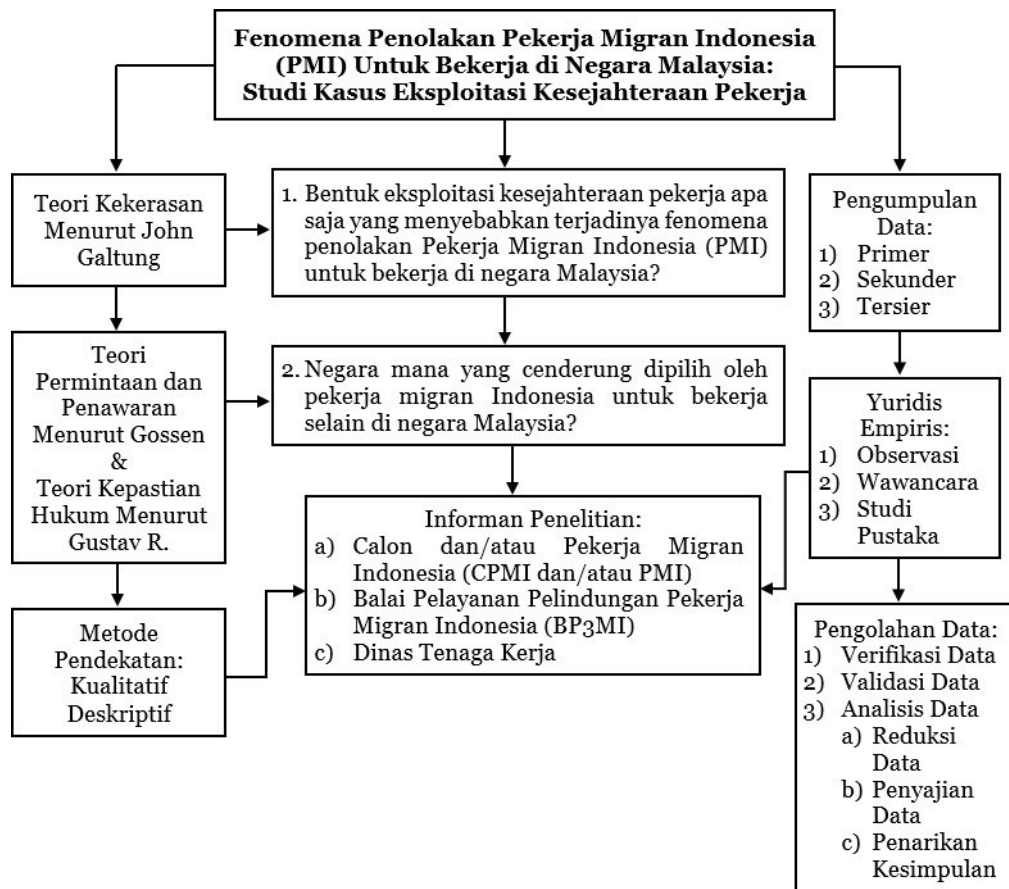 Fenomena Penolakan Pekerja Migran Indonesia
(PMI) Untuk Bekerja di Negara Malaysia:
Studi Kasus Eksploitasi Kesejahteraan Pekerja
Teori Kekerasan
Menurut John
Galtung
1. Bentuk eksploitasi kesejahteraan pekerja apa
saja yang menyebabkan terjadinya fenomena
penolakan Pekerja Migran Indonesia (PMI)
untuk bekerja di negara Malaysia?
Pengumpulan
Data:
1) Primer
2) Sekunder
3) Tersier
Teori
Permintaan dan
Penawaran
Menurut Gossen
&
Teori Kepastian
Hukum Menurut
Gustav R.
2. Negara mana yang cenderung dipilih oleh
pekerja migran Indonesia untuk bekerja
selain di negara Malaysia?
Yuridis
Empiris:
1) Observasi
2) Wawancara
3) Studi
Pustaka
Informan Penelitian:
a) Calon dan/atau Pekerja Migran
Indonesia (CPMI dan/atau PMI)
b) Balai Pelayanan Pelindungan Pekerja
Migran Indonesia (BP3MI)
c) Dinas Tenaga Kerja
Metode
Pendekatan:
Kualitatif
Deskriptif
Pengolahan Data:
1) Verifikasi Data
2) Validasi Data
3) Analisis Data
a) Reduksi
Data
b) Penyajian
Data
c) Penarikan
Kesimpulan